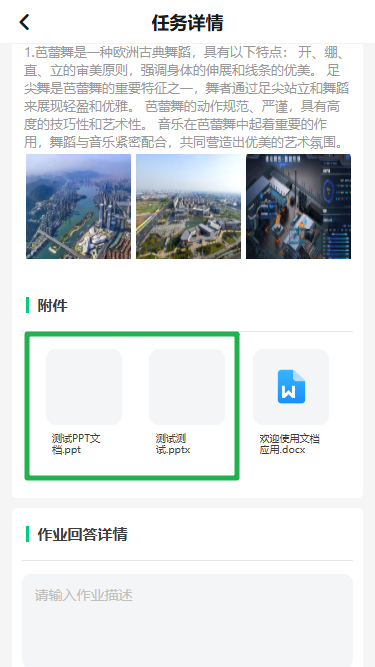 任务详情
1.芭蕾舞是一种欧洲古典舞蹈，具有以下特点： 开、绷、
直、立的审美原则，强调身体的伸展和线条的优美。 足
尖舞是芭蕾舞的重要特征之一，舞者通过足尖站立和舞蹈
来展现轻盈和优雅。 芭蕾舞的动作规范、严谨，具有高
度的技巧性和艺术性。 音乐在芭蕾舞中起着重要的作
用，舞蹈与音乐紧密配合，共同营造出优美的艺术氛围。
附件
W
测试PPT文
档.ppt
测试测
试.pptx
欢迎使用文档
应用.docx
作业回答详情
请输入作业描述